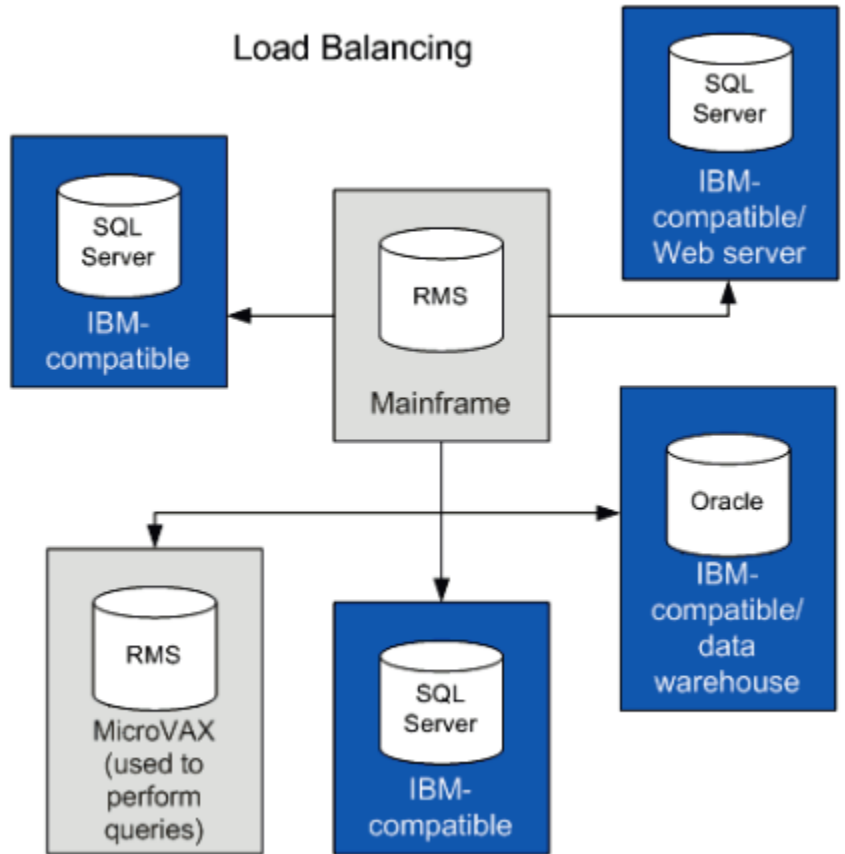 Load Balancing
SQL
Server
IBM-
compatible/
Web server
SQL
Server
IBM-
compatible
RMS
Mainframe
Oracle
IBM-
compatible/
data
warehouse
RMS
MicroVAX
(used to
perform
queries)
SQL
Server
IBM-
compatible